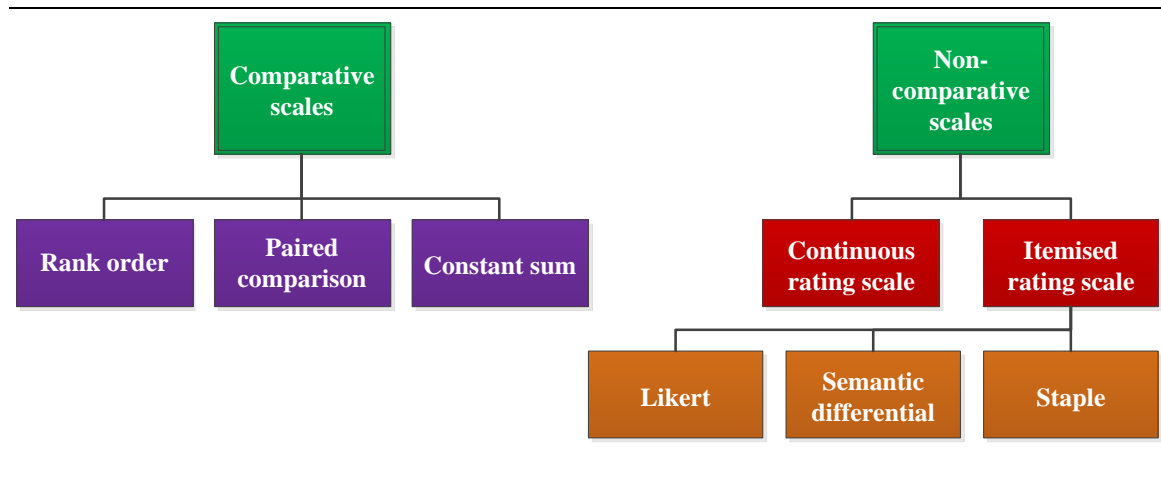 Comparative
scales
Non-
comparative
scales
Rank order
Paired
comparison
Constant sum
Continuous
rating scale
Itemised
rating scale
Likert
Semantic
differential
Staple